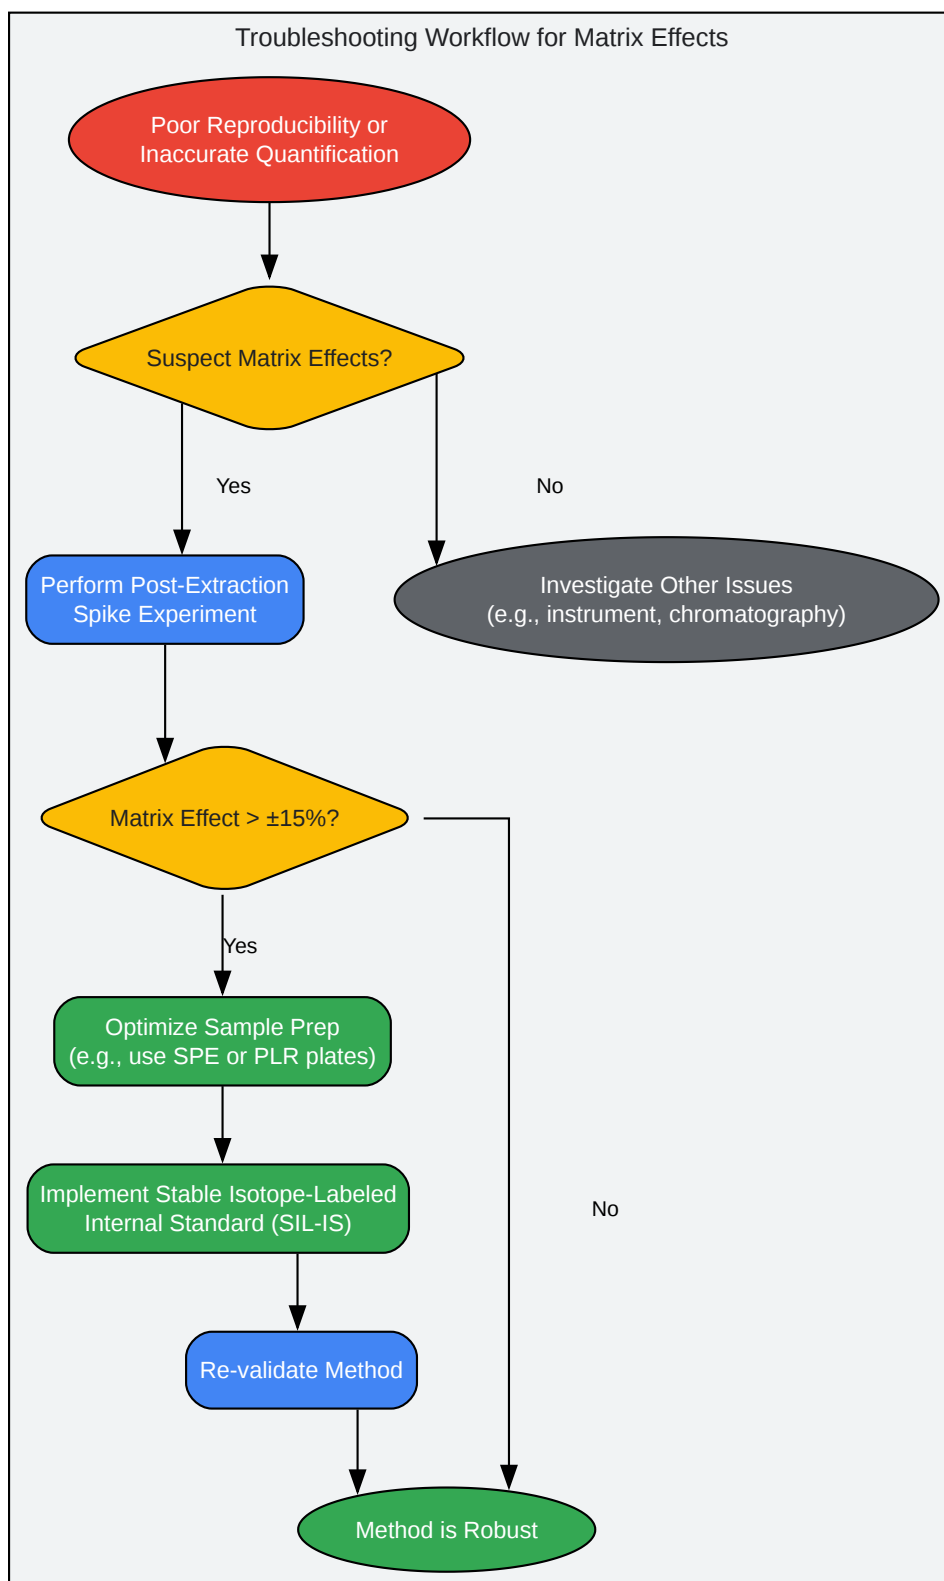 Troubleshooting Workflow for Matrix Effects
Poor Reproducibility or
Inaccurate Quantification
Suspect Matrix Effects?
Yes
No
Perform Post-Extraction
Spike Experiment
Investigate Other Issues
(e.g., instrument, chromatography)
Matrix Effect > ±15%?
Yes
Optimize Sample Prep
(e.g., use SPE or PLR plates)
Implement Stable Isotope-Labeled
Internal Standard (SIL-IS)
No
Re-validate Method
Method is Robust